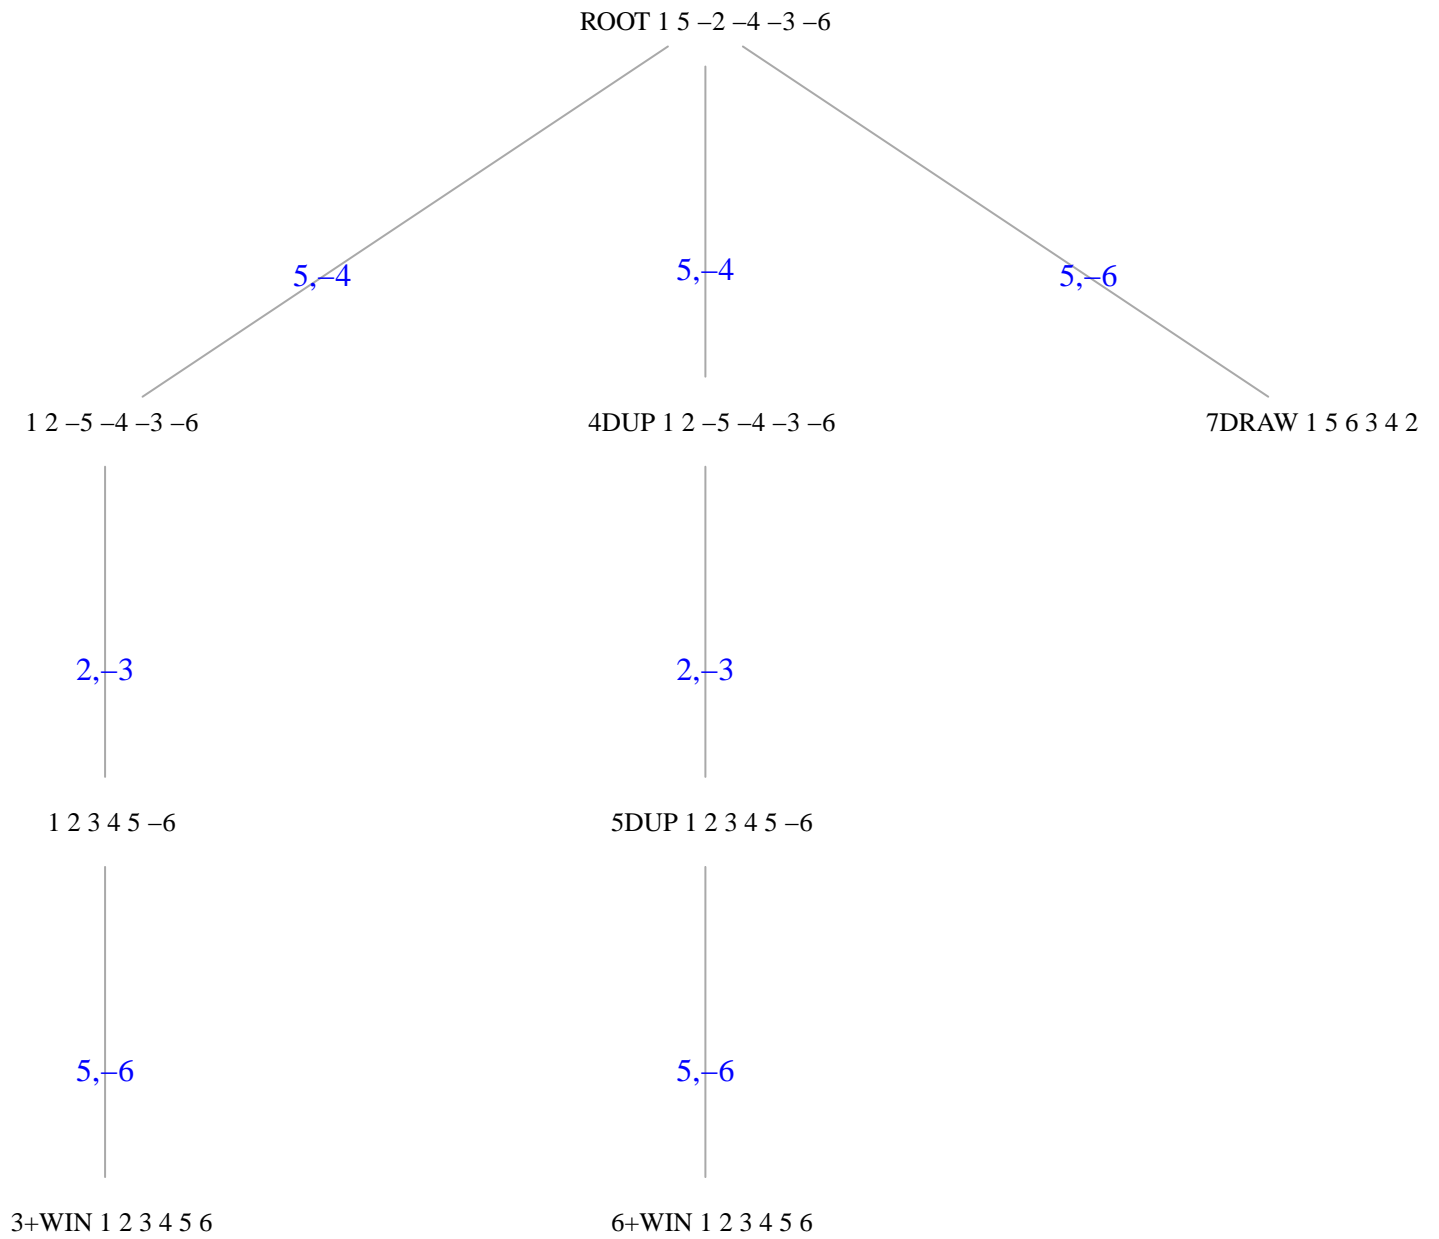 ROOT 1 5 –2 –4 –3 –6
5,–4
5,–4
5,–6
1 2 –5 –4 –3 –6
4DUP 1 2 –5 –4 –3 –6
7DRAW 1 5 6 3 4 2
2,–3
2,–3
1 2 3 4 5 –6
5DUP 1 2 3 4 5 –6
5,–6
5,–6
3+WIN 1 2 3 4 5 6
6+WIN 1 2 3 4 5 6